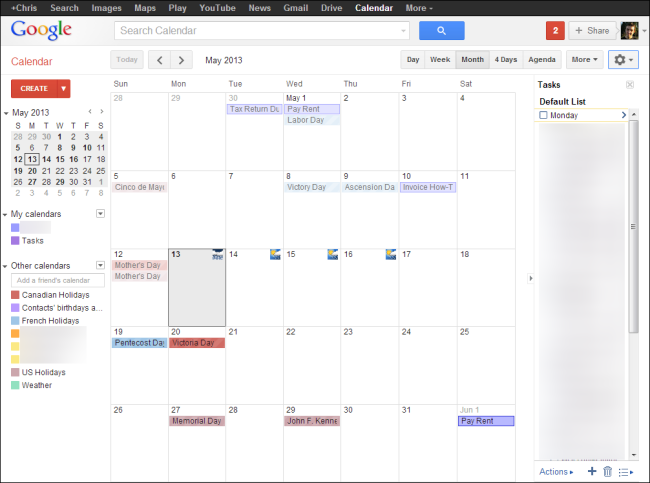 +Chris Search Images Maps Play YouTube News Gmail Drive Calendar More
Google
Search Calendar
2
+ Share
Calendar
Today
May 2013
Day Week Month 4 Days Agenda
More
CREATE
May 2013
S M T W T F S
28 29 30 1 2 3 4
5 6 7 8 9 10 11
12 13 14 15 16 17 18
19 20 21 22 23 24 25
26 27 28 29 30 31 1
2 3 4 5 6 7 8
My calendars
Tasks
Other calendars
Add a friend's calendar
Canadian Holidays
Contacts' birthdays a...
French Holidays
US Holidays
Weather
Sun Mon Tue Wed Thu Fri Sat
28 29 30 May 1 2 3 4
Tax Return Du Pay Rent
Labor Day
5 6 7 8 9 10 11
Cinco de Mayo Victory Day Ascension Da Invoice How-T
12 13 14 15 16 17 18
Mother's Day
Mother's Day
19 20 21 22 23 24 25
Pentecost Day Victoria Day
26 27 28 29 30 31 Jun 1
Memorial Day John F. Kenne Pay Rent
Tasks
Default List
Monday
Actions